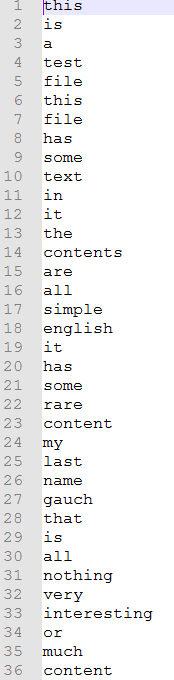 1 this
2 is
3 a
4 test
5 file
6 this
7 file
8 has
9 some
10 text
11 in
12 it
13 the
14 contents
15 are
16 all
17 simple
18 english
19 it
20 has
21 some
22 rare
23 content
24 my
25 last
26 name
27 gauch
28 that
29 is
30 all
31 nothing
32 very
33 interesting
34 or
35 much
36 content